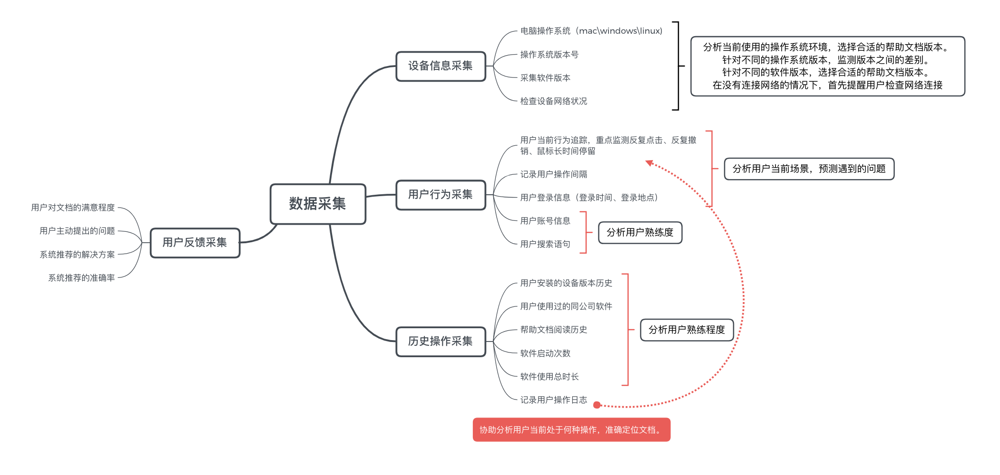 数据采集
设备信息采集
电脑操作系统（mac\windows\linux)
操作系统版本号
采集软件版本
检查设备网络状况
分析当前使用的操作系统环境，选择合适的帮助文档版本。
针对不同的操作系统版本，监测版本之间的差别。
针对不同的软件版本，选择合适的帮助文档版本。
在没有连接网络的情况下，首先提醒用户检查网络连接
用户行为采集
用户当前行为追踪，重点监测反复点击、反复撤
销、鼠标长时间停留
记录用户操作间隔
用户登录信息（登录时间、登录地点）
用户账号信息
用户搜索语句
分析用户当前场景，预测遇到的问题
分析用户熟练度
历史操作采集
用户安装的设备版本历史
用户使用过的同公司软件
帮助文档阅读历史
软件启动次数
软件使用总时长
记录用户操作日志
分析用户熟练程度
协助分析用户当前处于何种操作，准确定位文档。
用户反馈采集
用户对文档的满意程度
用户主动提出的问题
系统推荐的解决方案
系统推荐的准确率